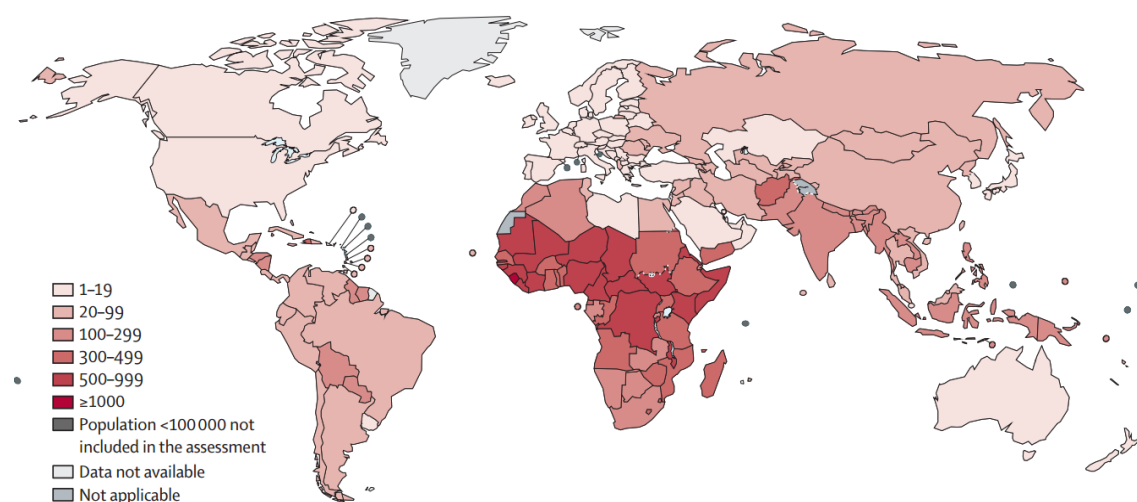 1–19
20–99
100–299
300–499
500–999
≥1000
Population <100 000 not
included in the assessment
Data not available
Not applicable